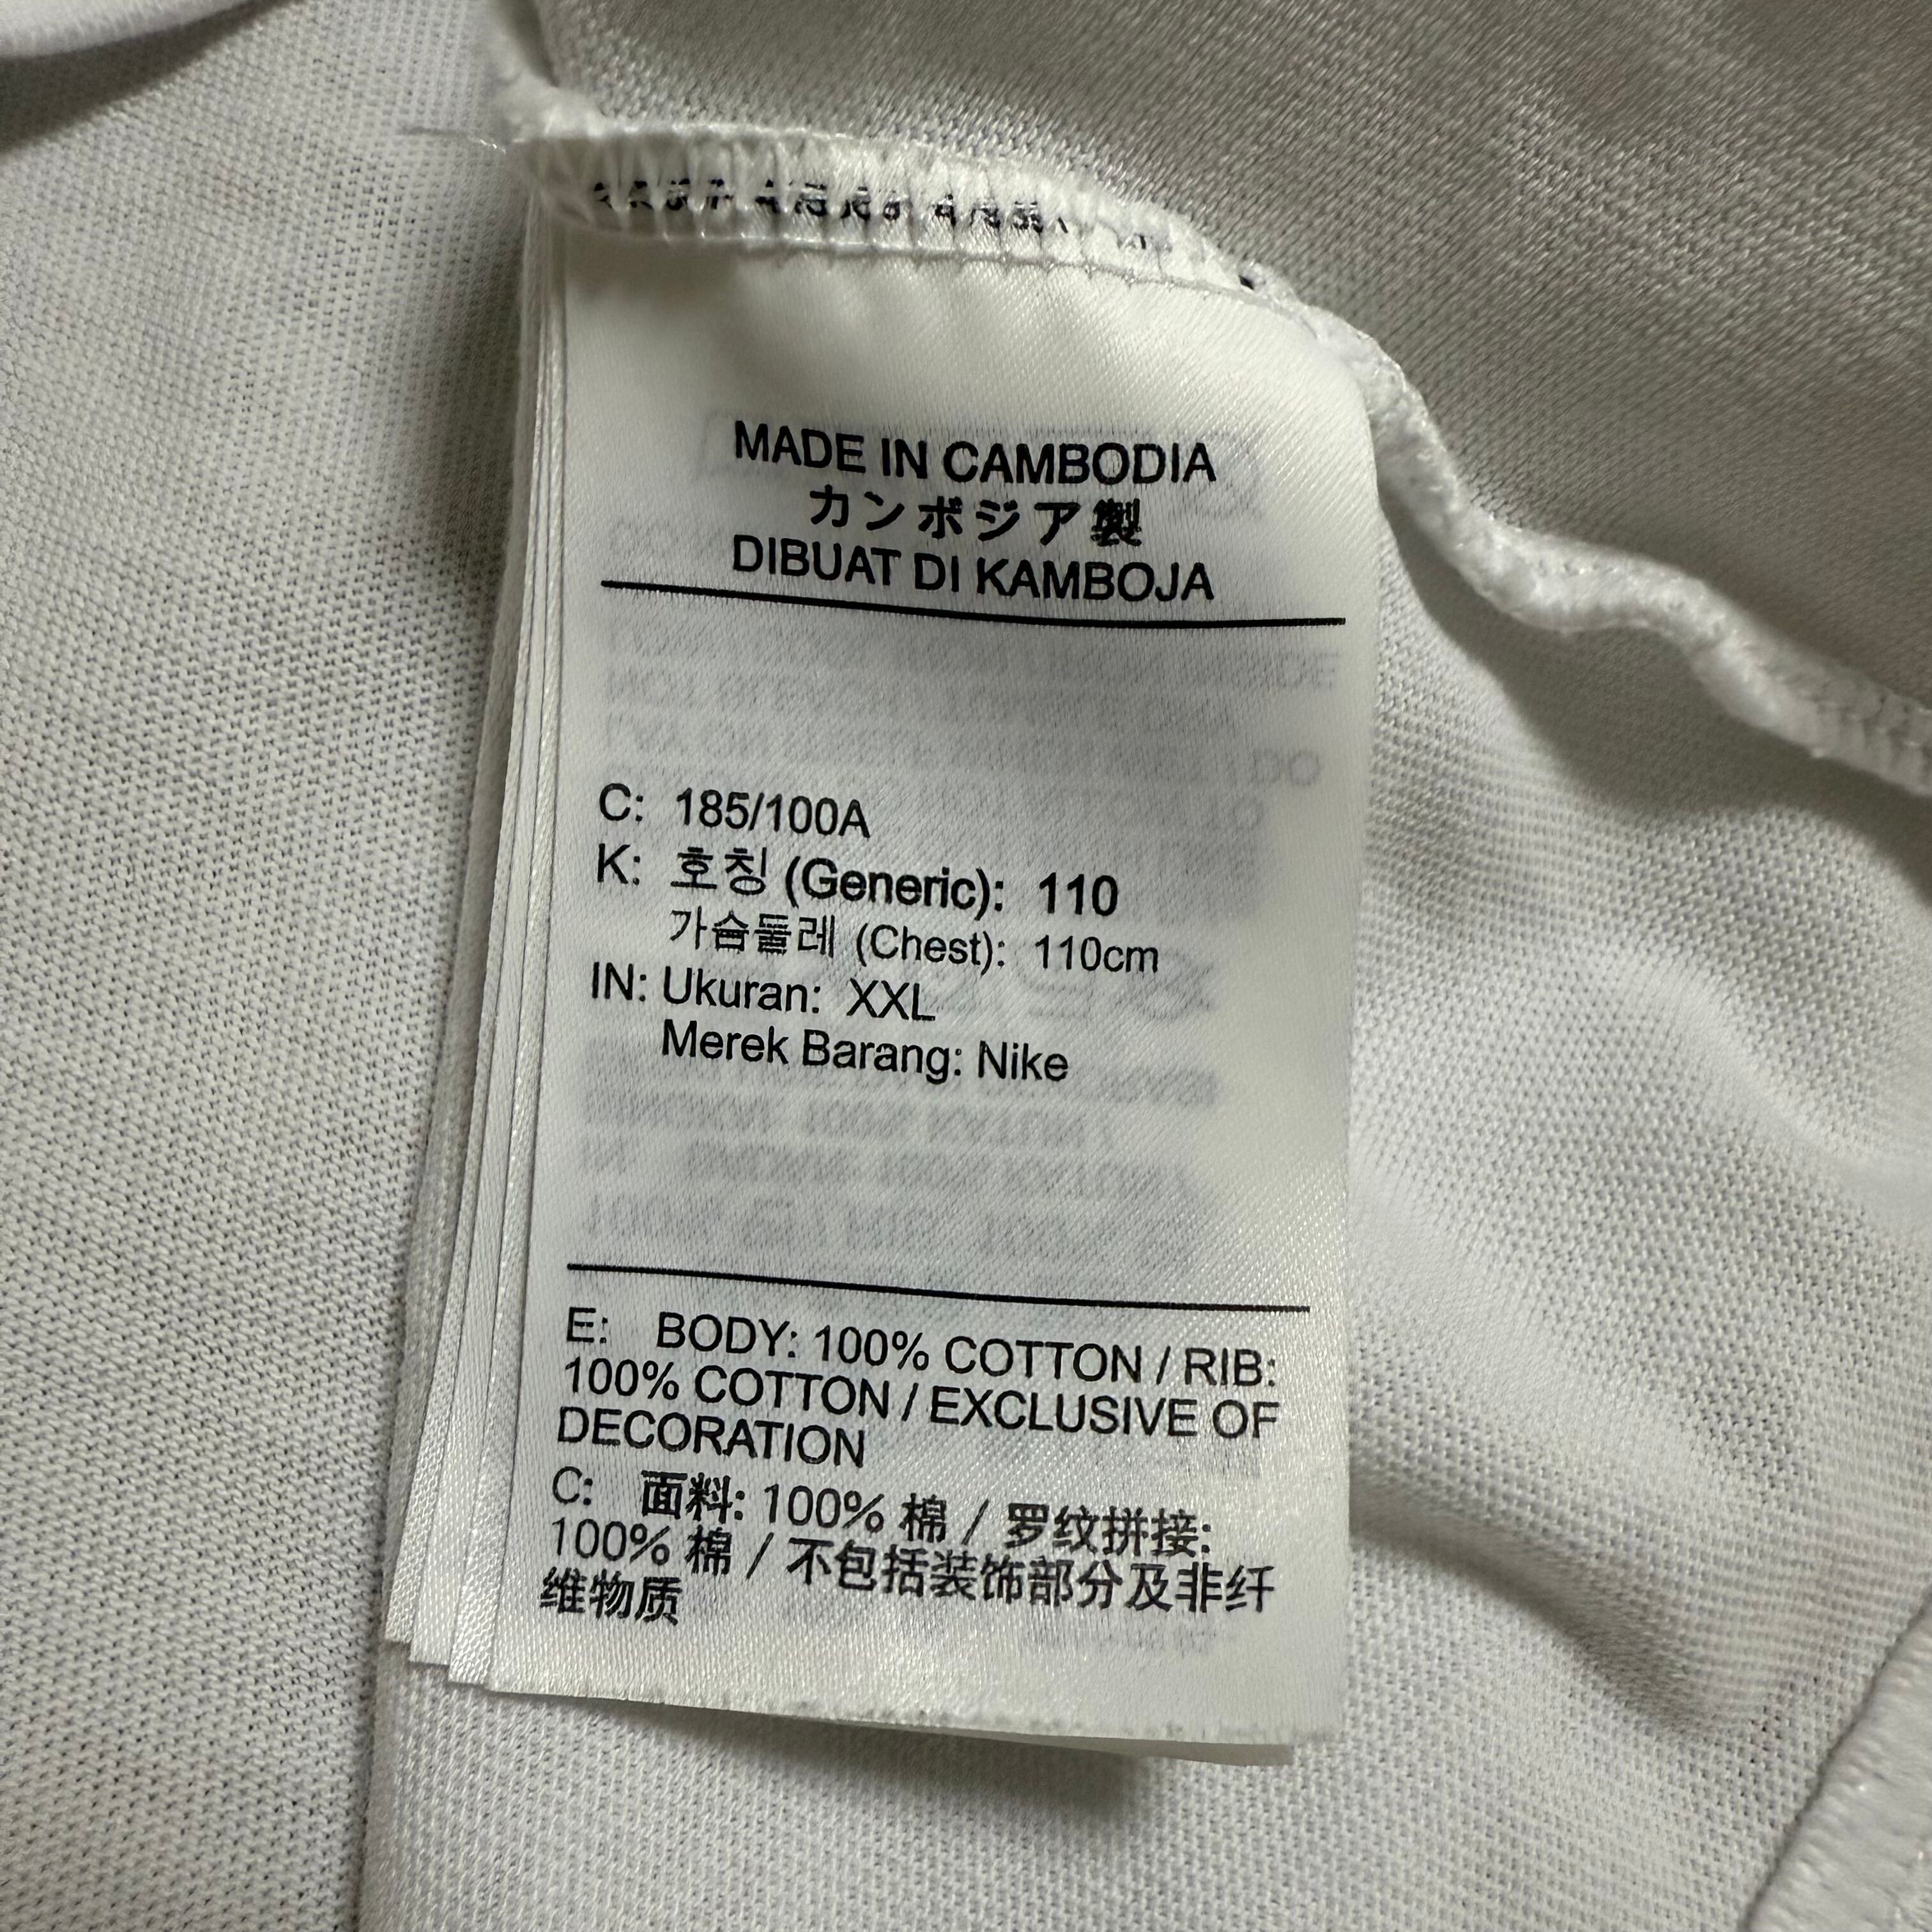 MADE IN CAMBODIA
カンボジア製
DIBUAT DI KAMBOJA
C: 185/100A
K: 호칭 (Generic): 110
가슴둘레 (Chest): 110cm
IN: Ukuran: XXL
Merek Barang: Nike
E: BODY: 100% COTTON / RIB:
100% COTTON / EXCLUSIVE OF
DECORATION
C: 面料: 100% 棉 / 罗纹拼接:
100% 棉 / 不包括装饰部分及非纤
维物质